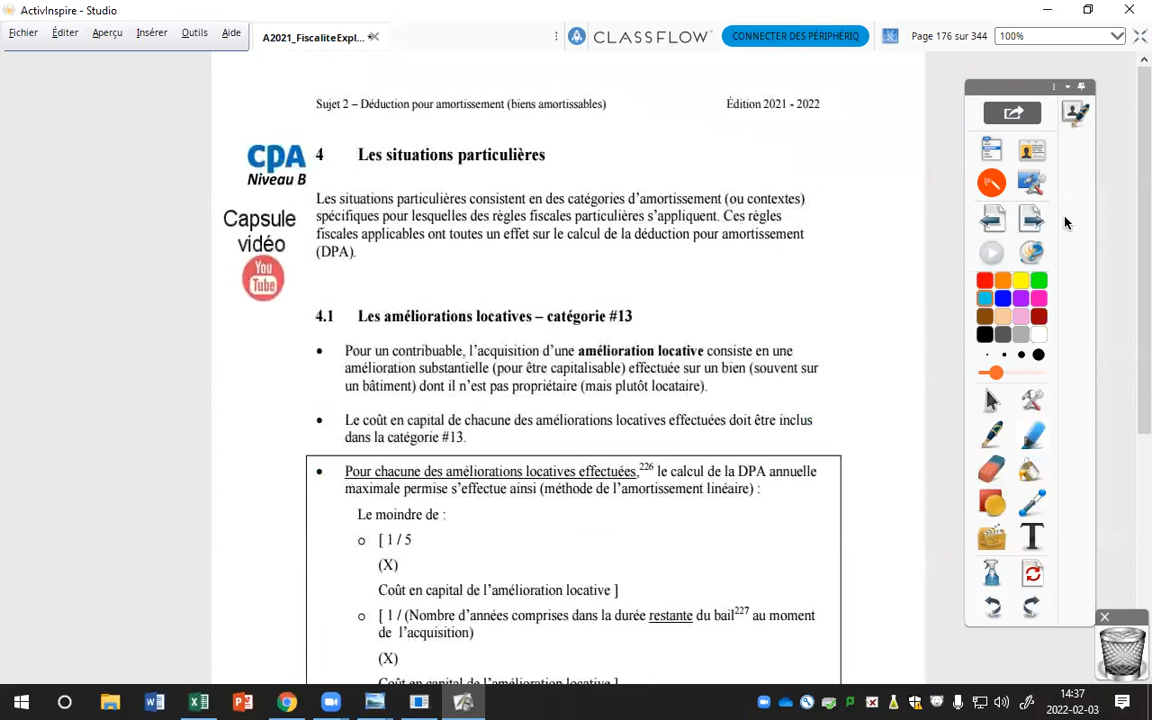 ActivInspire - Studio
Fichier Éditer Aperçu Insérer Outils Aide
A2021_FiscaliteExpl...
CLASSFLOW
CONNECTER DES PÉRIPHÉRIQ
Page 176 sur 344
100%
Sujet 2 – Déduction pour amortissement (biens amortissables) Édition 2021 - 2022
CPA
Niveau B
4 Les situations particulières
Capsule
vidéo
You
Tube
Les situations particulières consistent en des catégories d’amortissement (ou contextes)
spécifiques pour lesquelles des règles fiscales particulières s’appliquent. Ces règles
fiscales applicables ont toutes un effet sur le calcul de la déduction pour amortissement
(DPA).
4.1 Les améliorations locatives – catégorie #13
• Pour un contribuable, l’acquisition d’une amélioration locative consiste en une
amélioration substantielle (pour être capitalisable) effectuée sur un bien (souvent sur
un bâtiment) dont il n’est pas propriétaire (mais plutôt locataire).
• Le coût en capital de chacune des améliorations locatives effectuées doit être inclus
dans la catégorie #13.
• Pour chacune des améliorations locatives effectuées,226 le calcul de la DPA annuelle
maximale permise s’effectue ainsi (méthode de l’amortissement linéaire) :
Le moindre de :
o [ 1 / 5
(X)
Coût en capital de l’amélioration locative ]
o [ 1 / (Nombre d’années comprises dans la durée restante du bail227 au moment
de l’acquisition)
(X)
Coût en capital de l’amélioration locative ]
T
14:37
2022-02-03